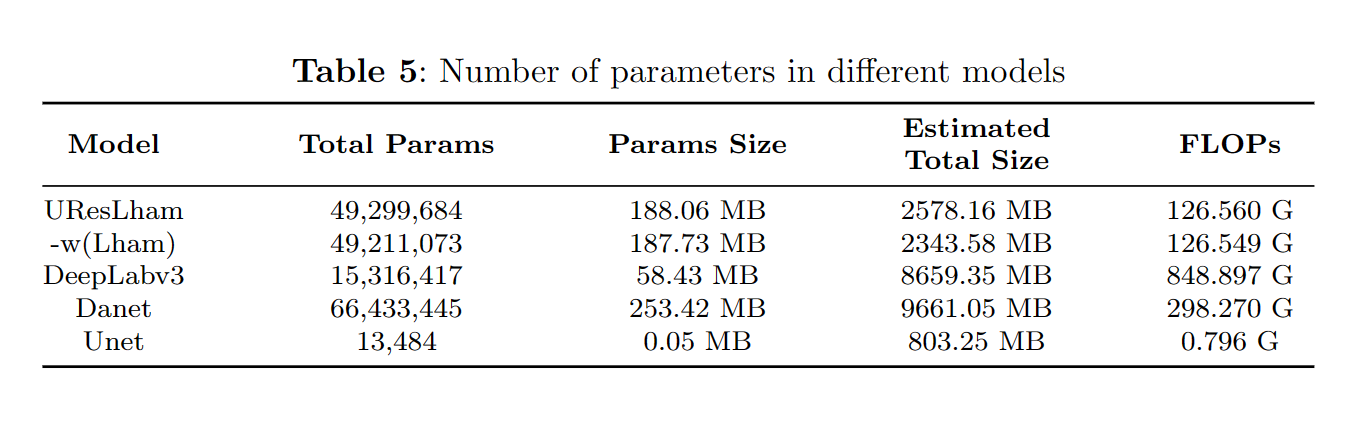 Table 5: Number of parameters in different models
Model Total Params Params Size Estimated Total Size FLOPs
UResLham 49,299,684 188.06 MB 2578.16 MB 126.560 G
-w(Lham) 49,211,073 187.73 MB 2343.58 MB 126.549 G
DeepLabv3 15,316,417 58.43 MB 8659.35 MB 848.897 G
Danet 66,433,445 253.42 MB 9661.05 MB 298.270 G
Unet 13,484 0.05 MB 803.25 MB 0.796 G